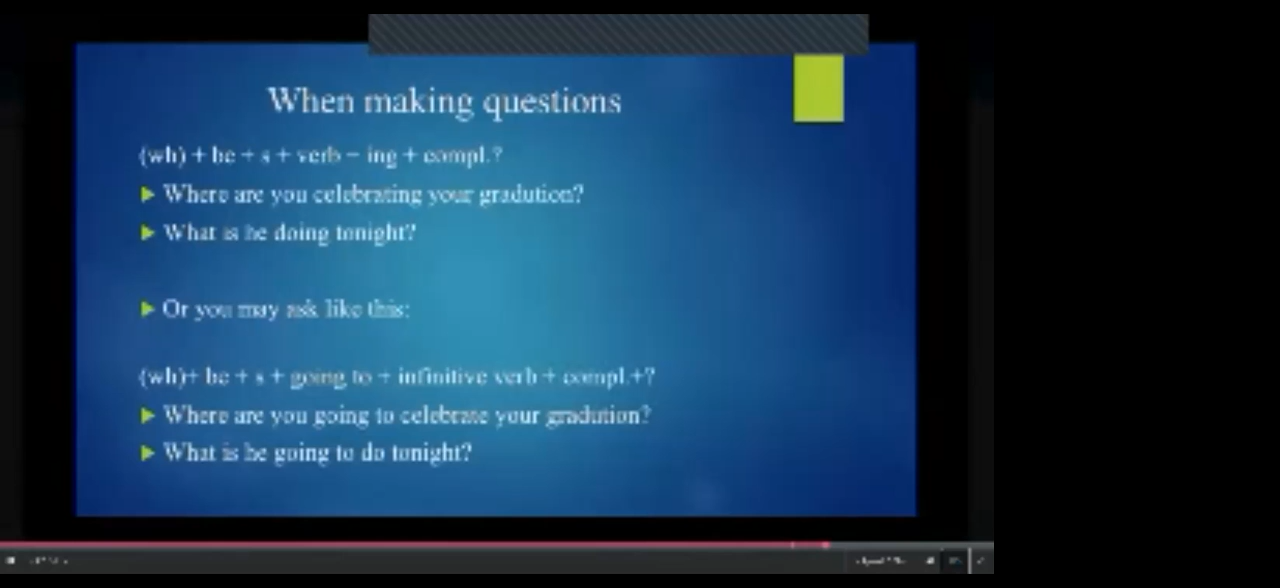 When making questions
(wh) + be + s + verb - ing + compl.?
Where are you celebrating your gradution?
What is he doing tonight?
Or you may ask like this:
(wh)+ be + s + going to + infinitive verb + compl.+?
Where are you going to celebrate your gradution?
What is he going to do tonight?